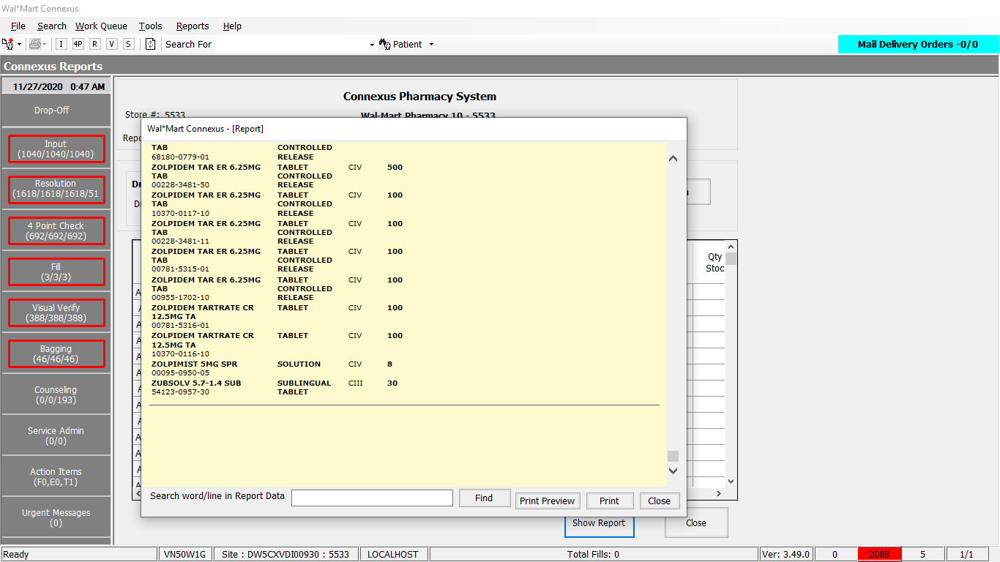 Wal*Mart Connexus
File Search Work Queue Tools Reports Help
I 4P R V S Search For Patient Mail Delivery Orders -0/0
Connexus Reports
11/27/2020 0:47 AM
Drop-Off
Input
(1040/1040/1040)
Resolution
(1618/1618/1618/51
4 Point Check
(692/692/692)
Fill
(3/3/3)
Visual Verify
(388/388/388)
Bagging
(46/46/46)
Counseling
(0/0/193)
Service Admin
(0/0)
Action Items
(F0,E0,T1)
Urgent Messages
(0)
Connexus Pharmacy System
Store #: 5533 Wal-Mart Pharmacy 10 - 5533
Wal*Mart Connexus - [Report]
TAB CONTROLLED
68180-0779-01 RELEASE
ZOLPIDEM TAR ER 6.25MG TABLET CIV 500
TAB CONTROLLED
00228-3481-50 RELEASE
ZOLPIDEM TAR ER 6.25MG TABLET CIV 100
TAB CONTROLLED
10370-0117-10 RELEASE
ZOLPIDEM TAR ER 6.25MG TABLET CIV 100
TAB CONTROLLED
00228-3481-11 RELEASE
ZOLPIDEM TAR ER 6.25MG TABLET CIV 100
TAB CONTROLLED
00781-5315-01 RELEASE
ZOLPIDEM TAR ER 6.25MG TABLET CIV 100
TAB CONTROLLED
00955-1702-10 RELEASE
ZOLPIDEM TARTRATE CR TABLET CIV 100
12.5MG TA
00781-5316-01
ZOLPIDEM TARTRATE CR TABLET CIV 100
12.5MG TA
10370-0116-10
ZOLPIMIST 5MG SPR SOLUTION CIV 8
00095-0950-05
ZUBSOLV 5.7-1.4 SUB SUBLINGUAL CIII 30
54123-0957-30 TABLET
Search word/line in Report Data Find Print Preview Print Close
Qty
Stoc
Show Report Close
Ready VN50W1G Site : DW5CXVDI00930 : 5533 LOCALHOST Total Fills: 0 Ver: 3.49.0 0 2088 5 1/1